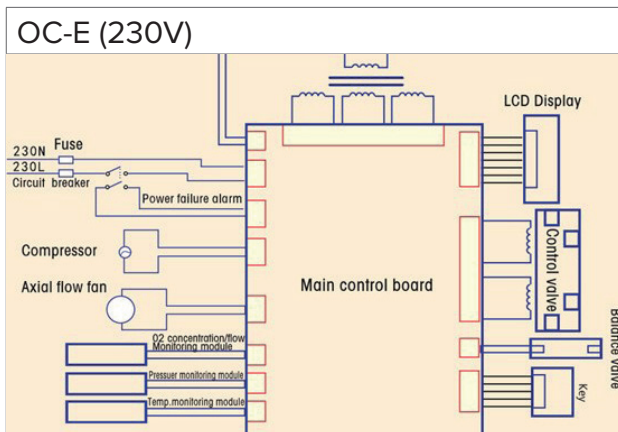 OC-E (230V)
LCD Display
Fuse
230N
230L
Circuit breaker
Power failure alarm
Compressor
Control valve
Main control board
Axial flow fan
O2 concentration/flow
Monitoring module
Balance valve
Pressuer monitoring module
Key
Temp.monitoring module